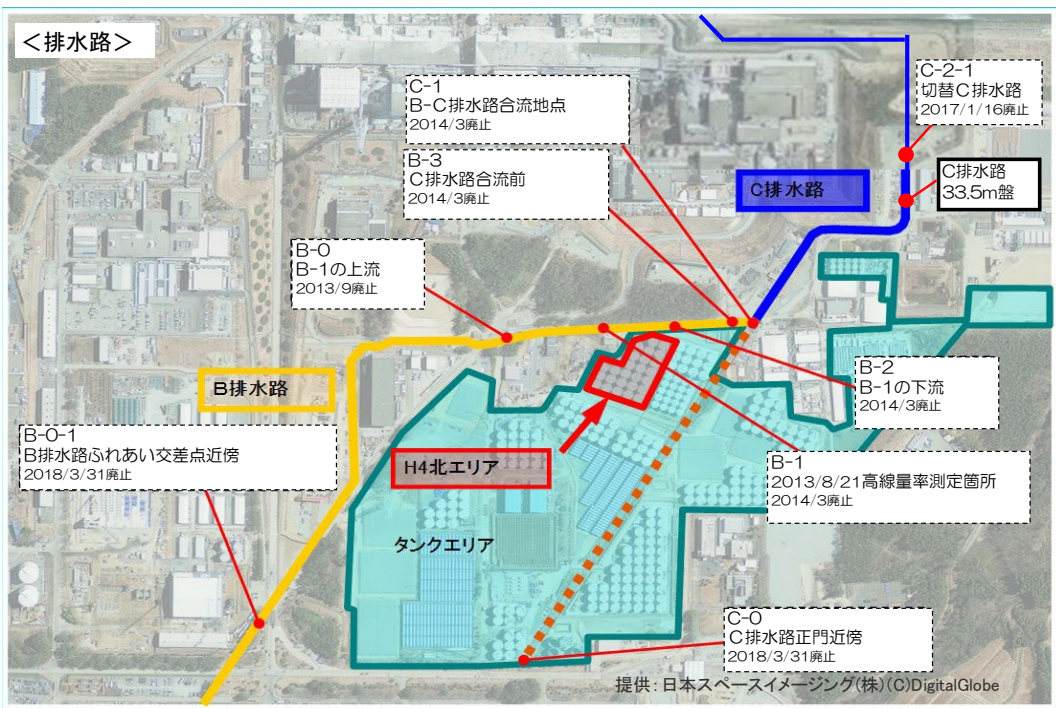 ＜排水路＞
C-1
B-C排水路合流地点
2014/3廃止
C-2-1
切替C排水路
2017/1/16廃止
B-3
C排水路合流前
2014/3廃止
C排水路
C排水路
33.5m盤
B-0
B-1の上流
2013/9廃止
B-2
B-1の下流
2014/3廃止
B排水路
B-0-1
B排水路ふれあい交差点近傍
2018/3/31廃止
H4北エリア
B-1
2013/8/21高線量率測定箇所
2014/3廃止
タンクエリア
C-0
C排水路正門近傍
2018/3/31廃止
提供：日本スペースイメージング(株)(C)DigitalGlobe